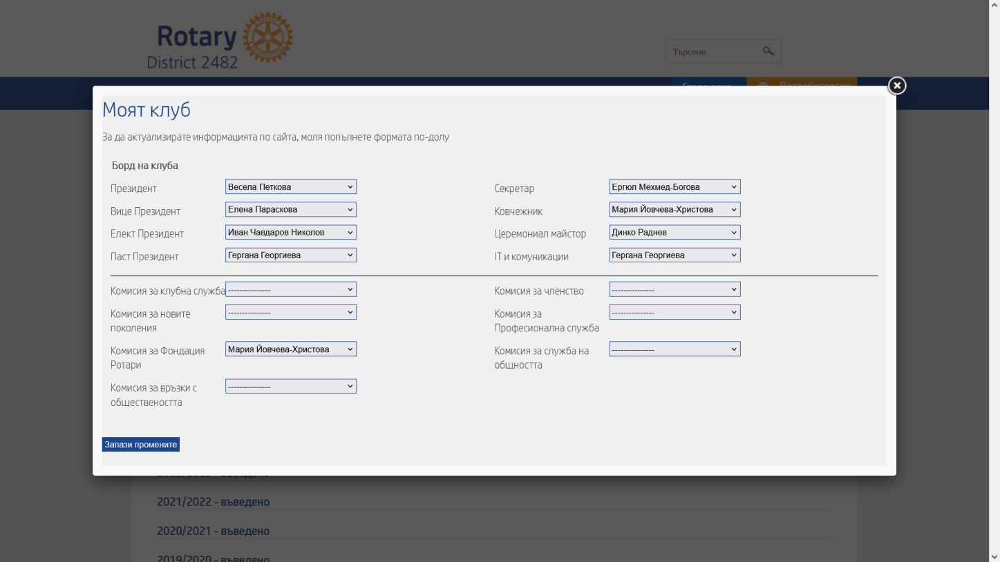 Rotary
District 2482
Търсене
Моят клуб
За да актуализирате информацията по сайта, моля попълнете формата по-долу
Борд на клуба
Президент Весела Петкова Секретар Ергюл Мехмед-Богова
Вице Президент Елена Параскова Ковчежник Мария Йовчева-Христова
Елект Президент Иван Чавдаров Николов Церемониал майстор Динко Раднев
Паст Президент Гергана Георгиева IT и комуникации Гергана Георгиева
Комисия за клубна служба --------------- Комисия за членство ---------------
Комисия за новите поколения --------------- Комисия за Професионална служба ---------------
Комисия за Фондация Ротари Мария Йовчева-Христова Комисия за служба на общността ---------------
Комисия за връзки с обществеността ---------------
Запази промените
2021/2022 - въведено
2020/2021 - въведено
2019/2020 - въведено